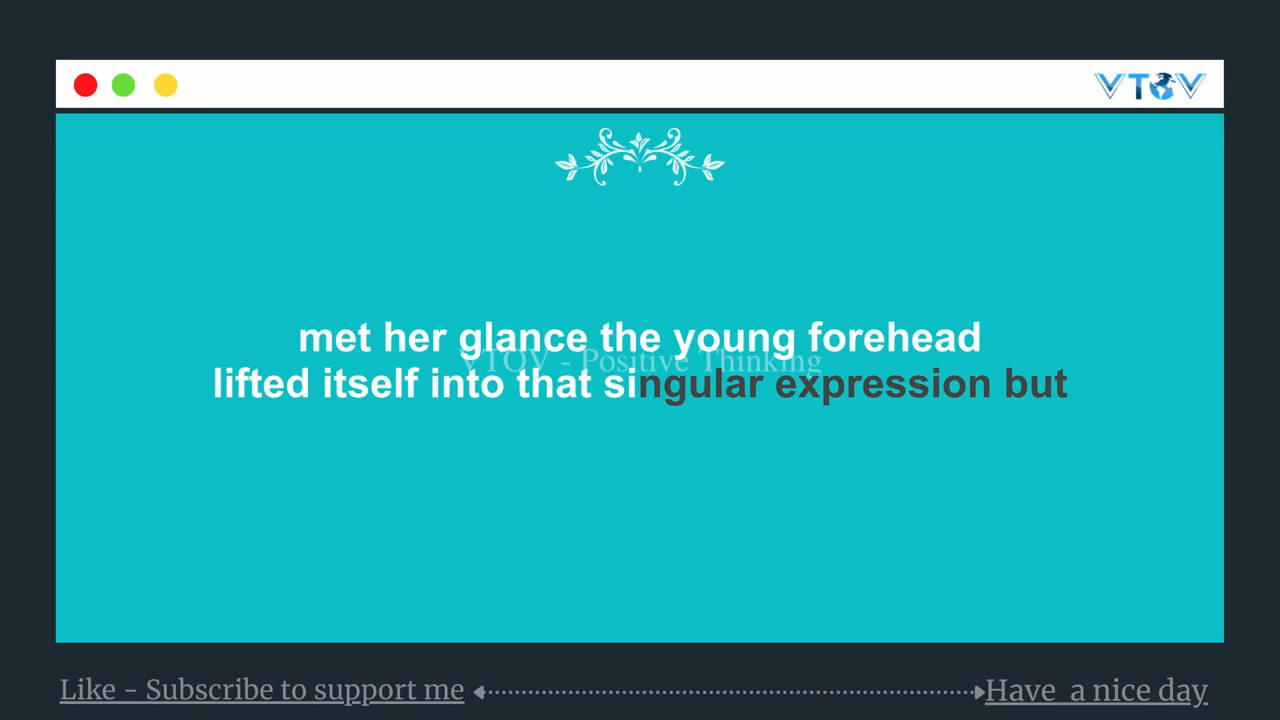 VTOV
met her glance the young forehead
VTOV - Positive Thinking
lifted itself into that singular expression but
Like - Subscribe to support me
Have a nice day